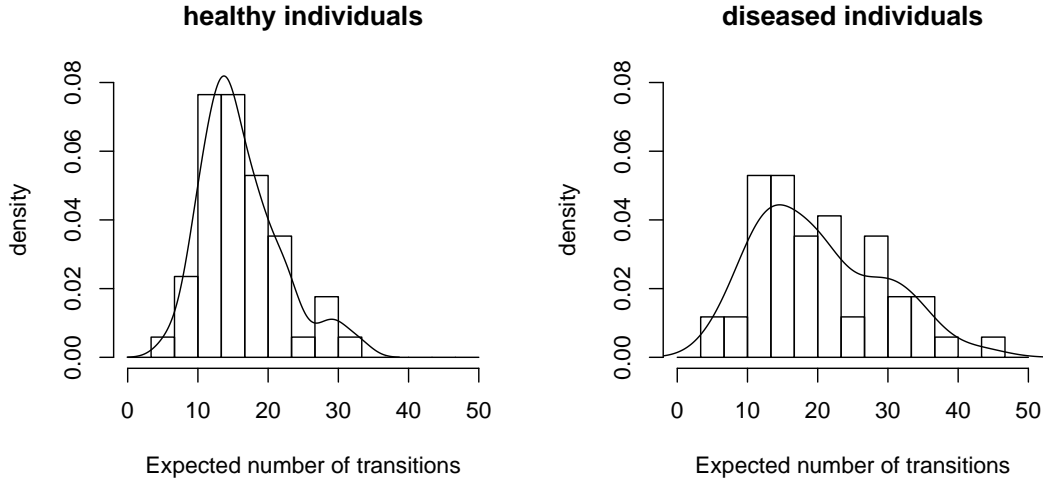 healthy individuals
density
0.00 0.02 0.04 0.06 0.08
0 10 20 30 40 50
Expected number of transitions
diseased individuals
density
0.00 0.02 0.04 0.06 0.08
0 10 20 30 40 50
Expected number of transitions